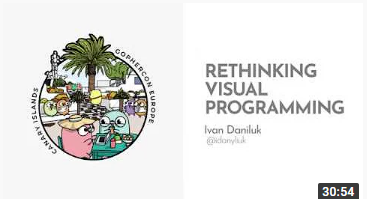 GOPHERCON EUROPE
CANARY ISLANDS
RETHINKING
VISUAL
PROGRAMMING
Ivan Daniluk
@idanyliuk
30:54